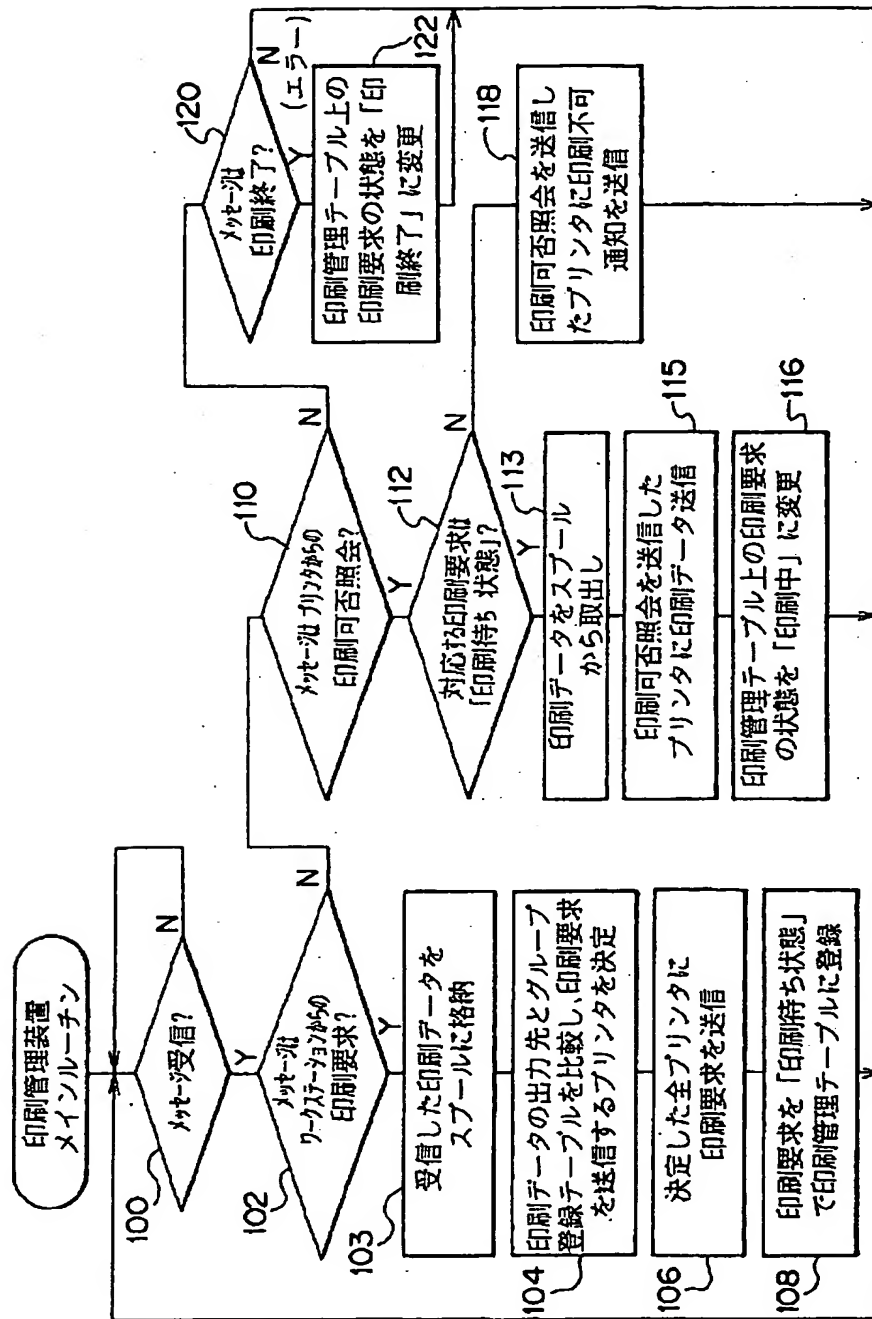 印刷管理装置
メインルーチン
100
メッセージ受信?
N
Y
102
メッセージは
ワークステーションからの
印刷要求?
N
Y
103
受信した印刷データを
スプールに格納
104
印刷データの出力先とグループ
登録テーブルを比較し、印刷要求
を送信するプリンタを決定
106
決定した全プリンタに
印刷要求を送信
108
印刷要求を「印刷待ち状態」
で印刷管理テーブルに登録
110
メッセージはプリンタからの
印刷可否照会?
N
Y
112
対応する印刷要求は
「印刷待ち 状態」?
N
Y
113
印刷データをスプール
から取出し
115
印刷可否照会を送信した
プリンタに印刷データ送信
116
印刷管理テーブル上の印刷要求
の状態を「印刷中」に変更
118
印刷可否照会を送信し
たプリンタに印刷不可
通知を送信
120
メッセージは
印刷終了?
N
(エラー)
Y
122
印刷管理テーブル上の
印刷要求の状態を「印
刷終了」に変更